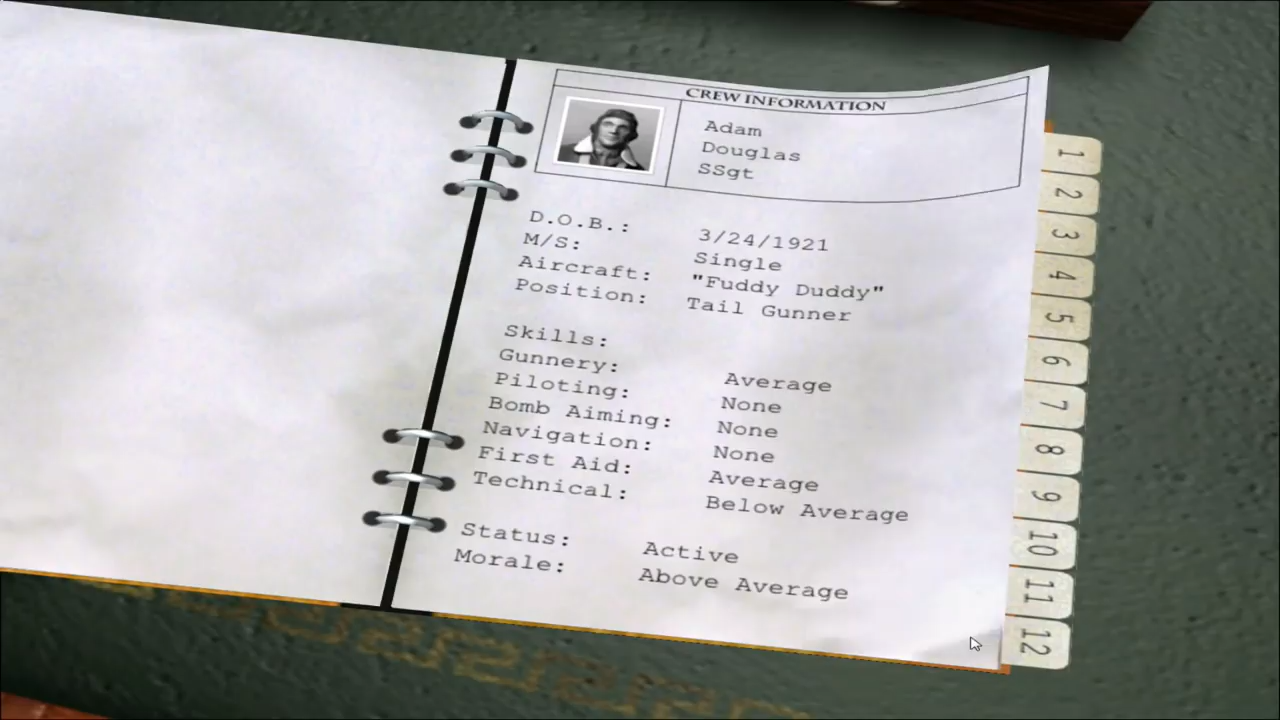 CREW INFORMATION
Adam
Douglas
SSgt
D.O.B.: 3/24/1921
M/S: Single
Aircraft: "Fuddy Duddy"
Position: Tail Gunner
Skills:
Gunnery: Average
Piloting: None
Bomb Aiming: None
Navigation: None
First Aid: Average
Technical: Below Average
Status: Active
Morale: Above Average
1
2
3
4
5
6
7
8
9
10
11
12